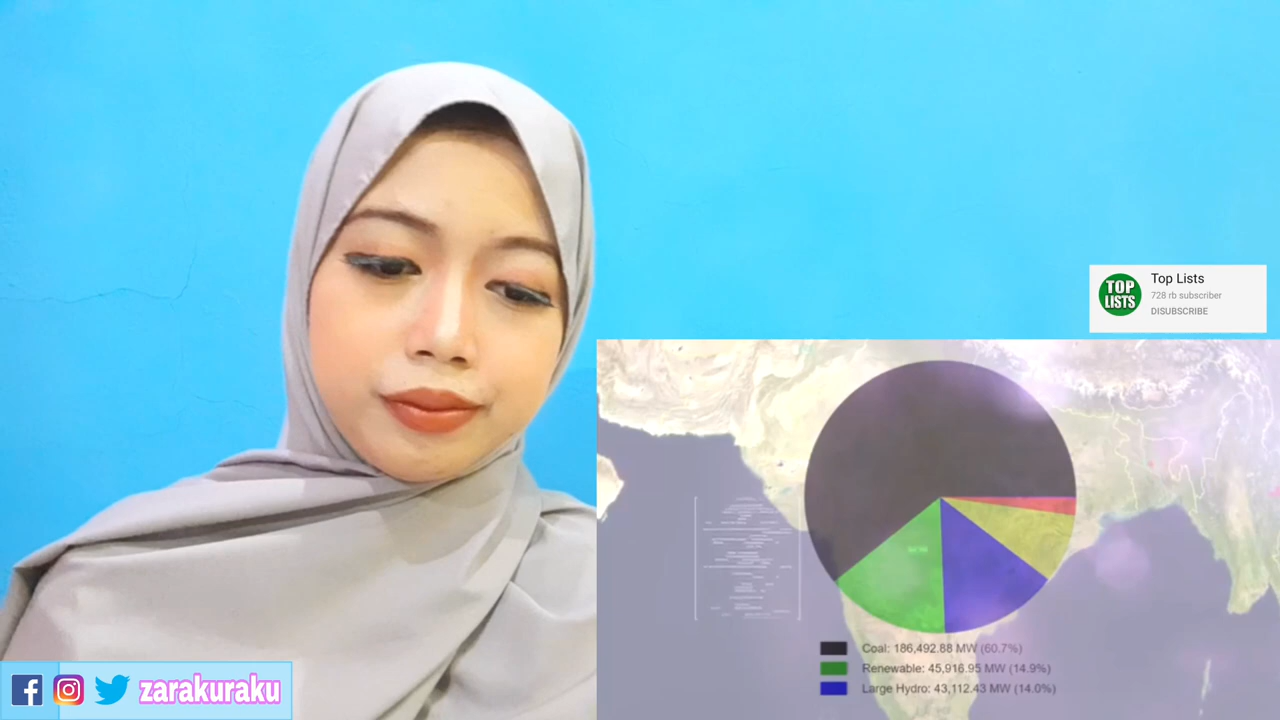 TOP
LISTS
Top Lists
728 rb subscriber
DISUBSCRIBE
Coal: 186,492.88 MW (60.7%)
Renewable: 45,916.95 MW (14.9%)
Large Hydro: 43,112.43 MW (14.0%)
zarakuraku